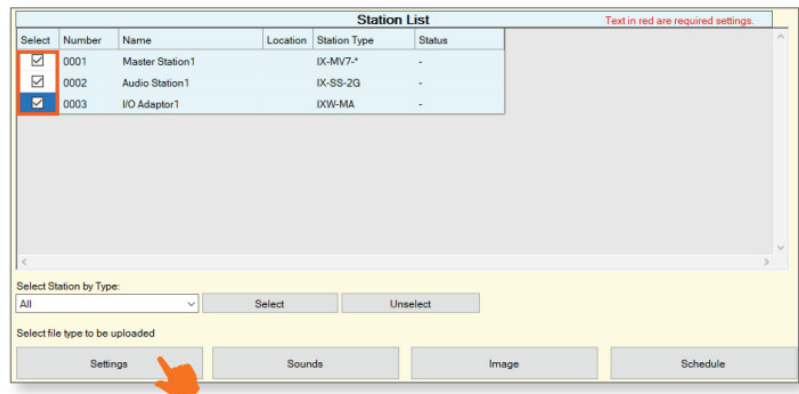 Station List Text in red are required settings.
Select Number Name Location Station Type Status
0001 Master Station1 IX-MV7-* -
0002 Audio Station1 IX-SS-2G -
0003 I/O Adaptor1 IXW-MA -
Select Station by Type:
All Select Unselect
Select file type to be uploaded
Settings Sounds Image Schedule